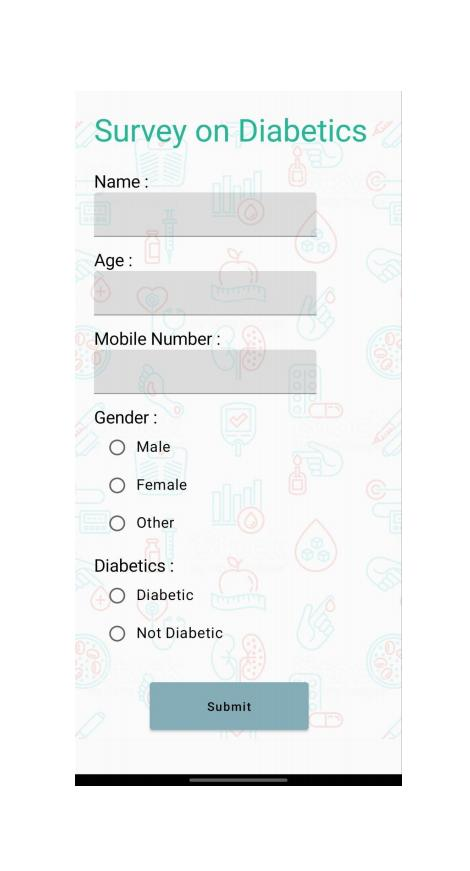 Survey on Diabetics
Name :
Age :
Mobile Number :
Gender :
Male
Female
Other
Diabetics :
Diabetic
Not Diabetic
Submit